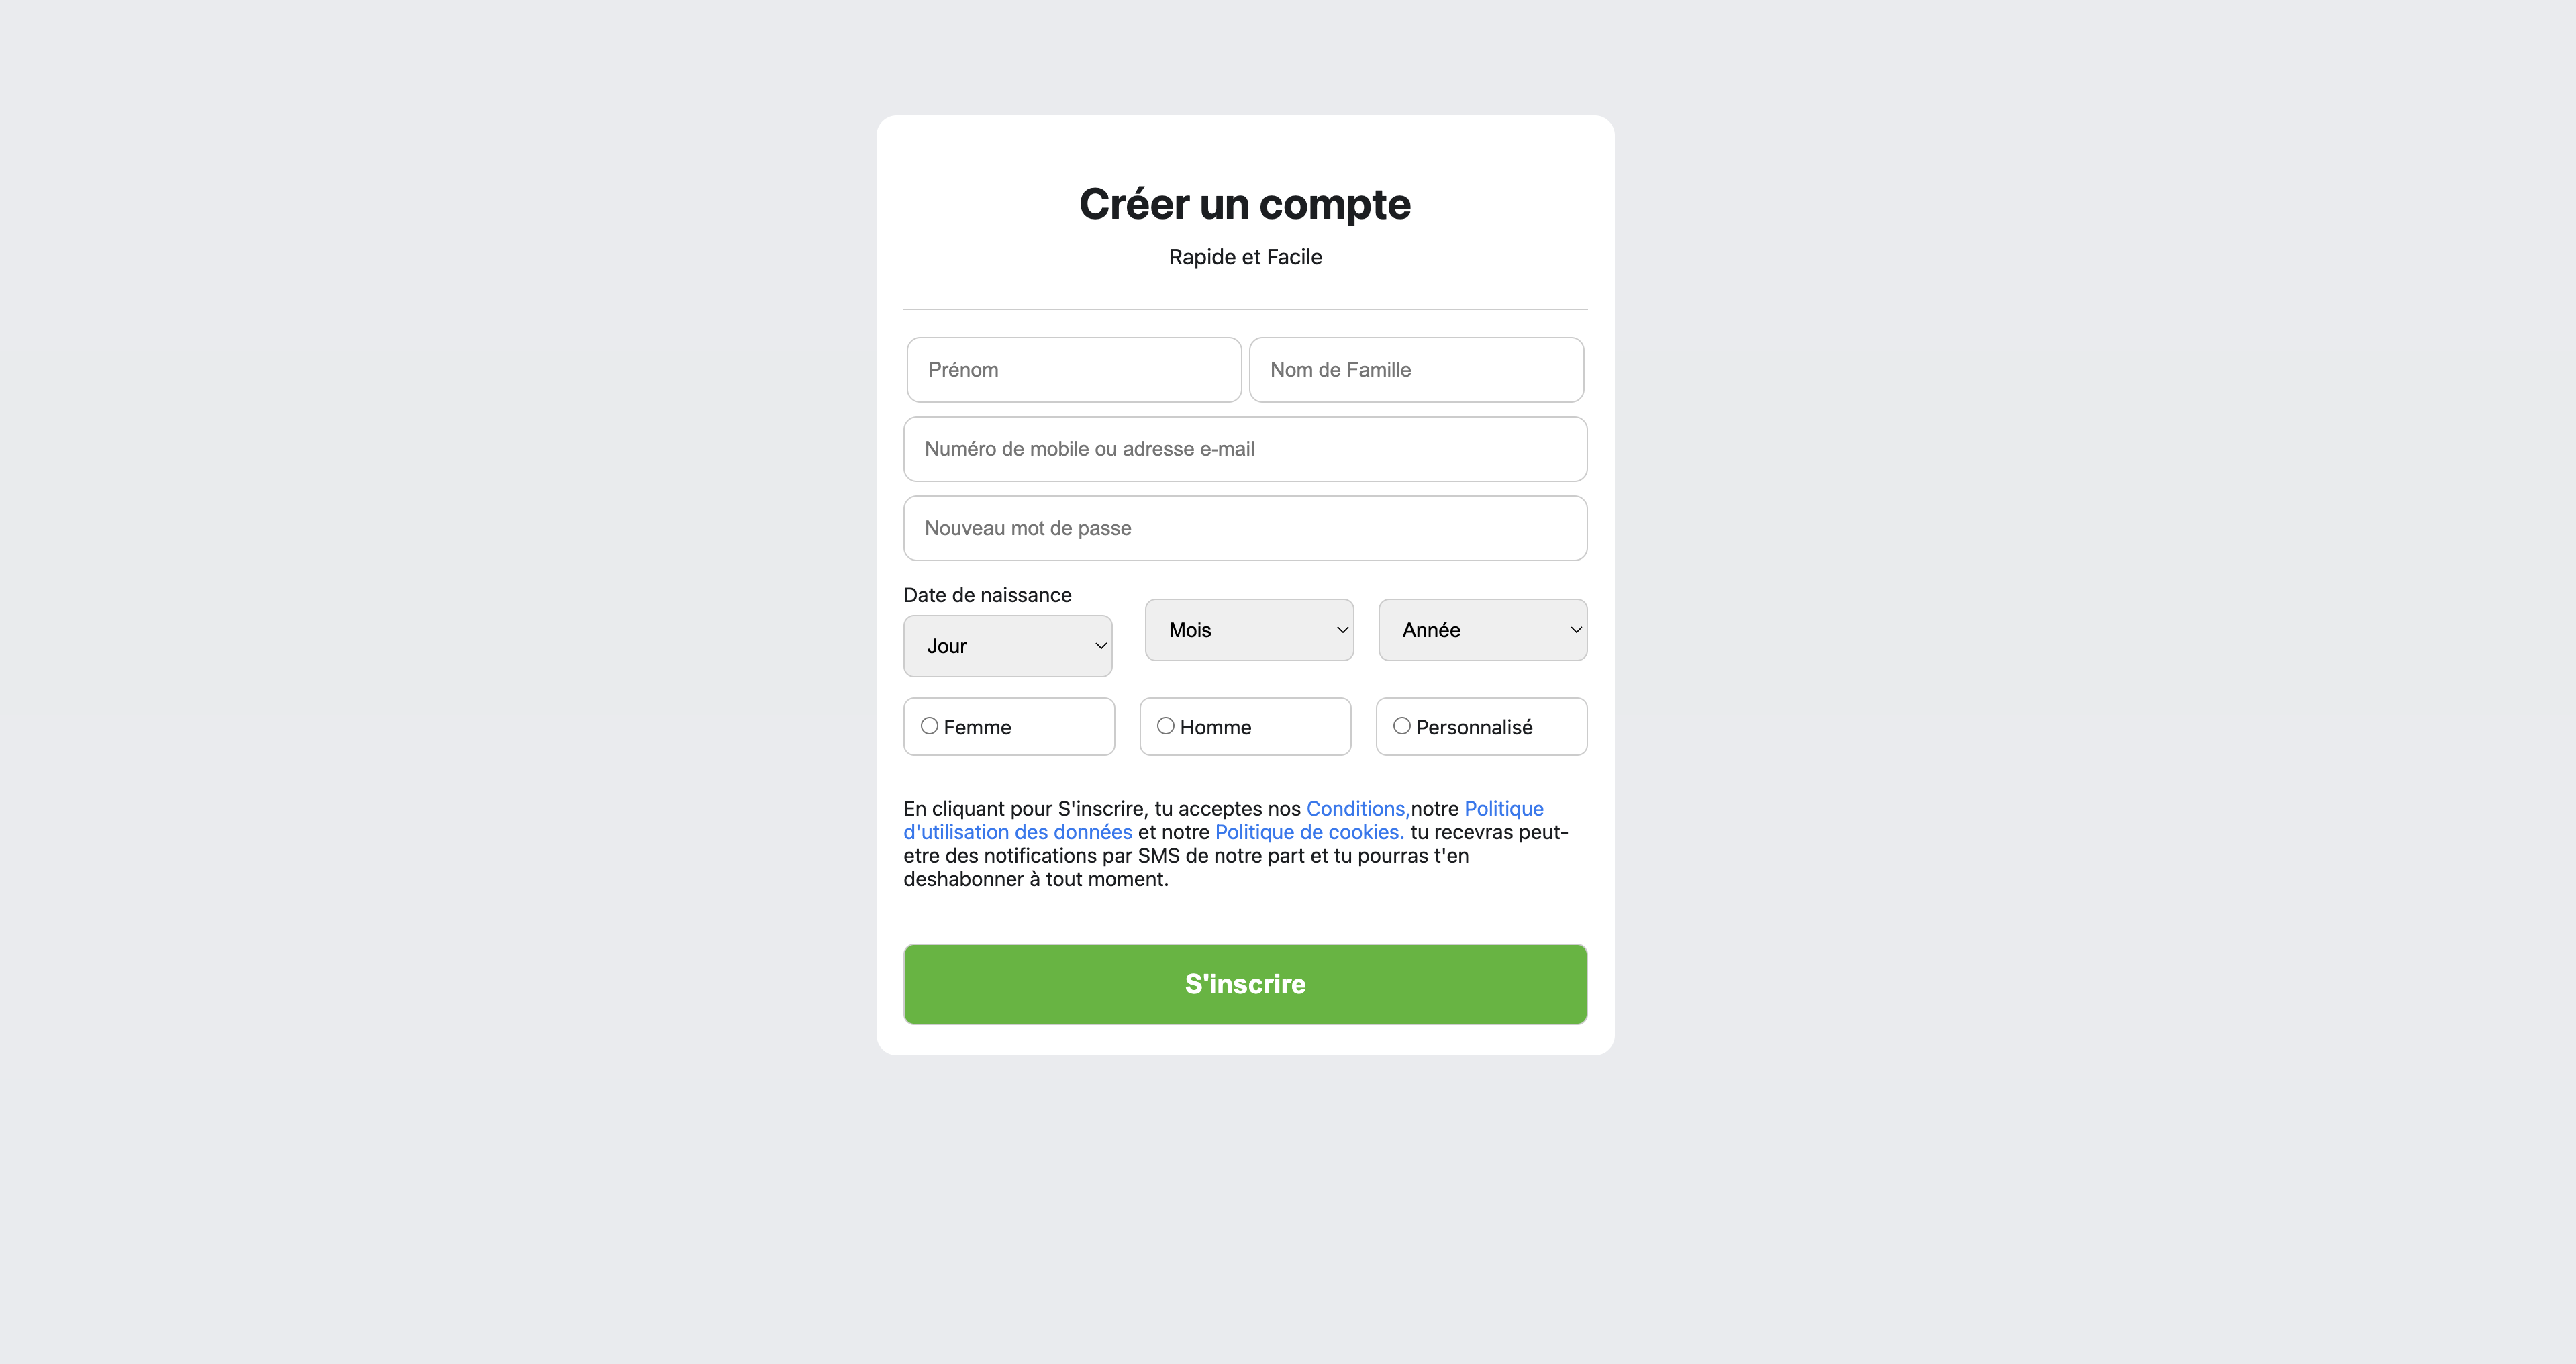 Créer un compte
Rapide et Facile
Prénom
Nom de Famille
Numéro de mobile ou adresse e-mail
Nouveau mot de passe
Date de naissance
Jour
Mois
Année
Femme
Homme
Personnalisé
En cliquant pour S'inscrire, tu acceptes nos Conditions,notre Politique
d'utilisation des données et notre Politique de cookies. tu recevras peut-
etre des notifications par SMS de notre part et tu pourras t'en
deshabonner à tout moment.
S'inscrire